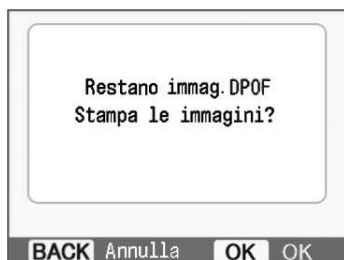 Restano immag.DPOF
Stampa le immagini?
BACK Annulla OK OK